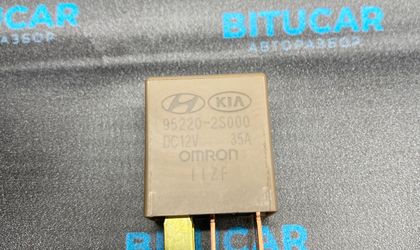 BITUCAR
BITUCAR
АВТОРАЗБОР
KIA
95220-2S000
DC12V 35A
OMRON